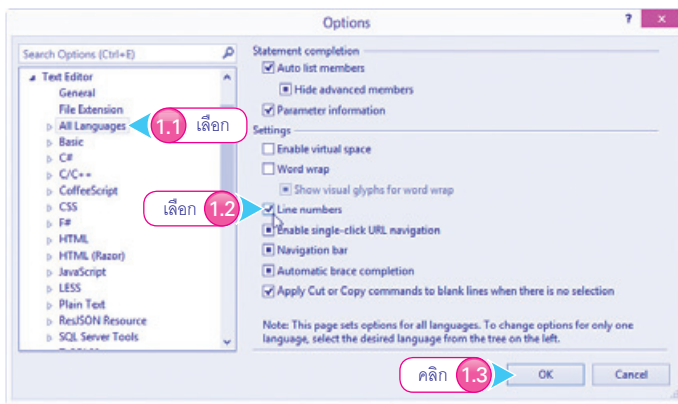 Options
?
×
Search Options (Ctrl+E)
Text Editor
General
File Extension
All Languages
Basic
C#
C/C++
CoffeeScript
CSS
F#
HTML
HTML (Razor)
JavaScript
LESS
Plain Text
ResJSON Resource
SQL Server Tools
1.1 เลือก
Statement completion
Auto list members
Hide advanced members
Parameter information
Settings
Enable virtual space
Word wrap
Show visual glyphs for word wrap
เลือก 1.2
Line numbers
Enable single-click URL navigation
Navigation bar
Automatic brace completion
Apply Cut or Copy commands to blank lines when there is no selection
Note: This page sets options for all languages. To change options for only one
language, select the desired language from the tree on the left.
คลิก 1.3
OK
Cancel